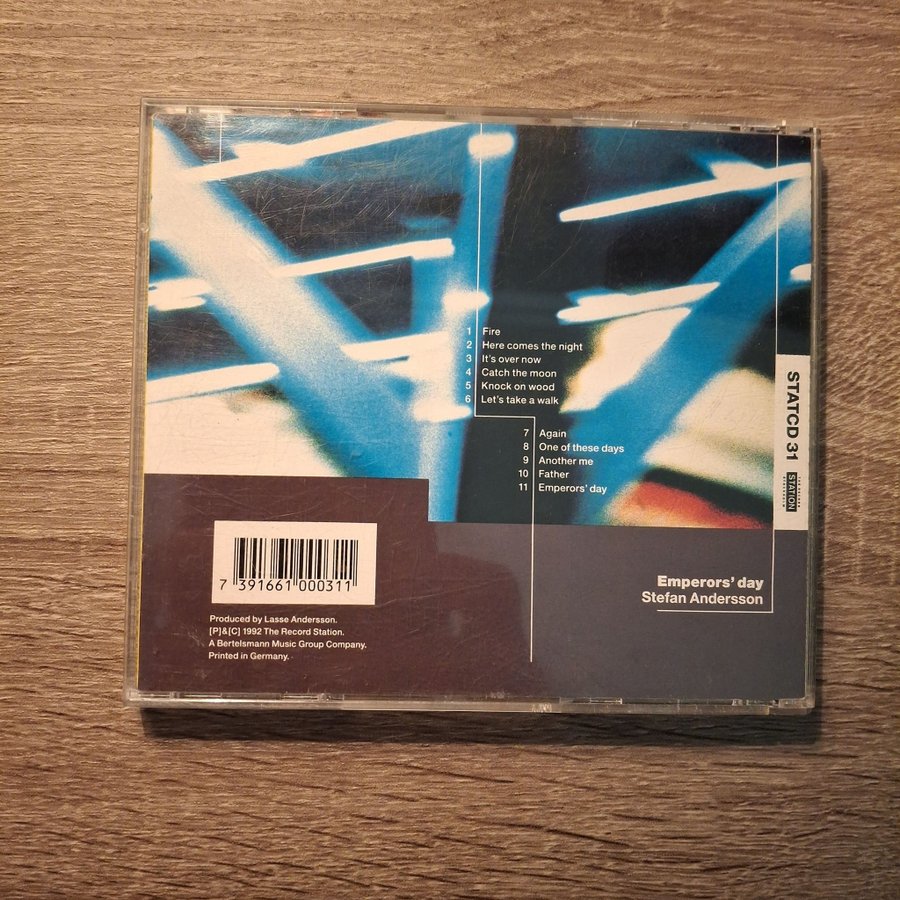 1 Fire
2 Here comes the night
3 It's over now
4 Catch the moon
5 Knock on wood
6 Let's take a walk
7 Again
8 One of these days
9 Another me
10 Father
11 Emperors' day
STATCD 31
STATION
7 391661 000311
Produced by Lasse Andersson.
[P]&[C] 1992 The Record Station.
A Bertelsmann Music Group Company.
Printed in Germany.
Emperors' day
Stefan Andersson